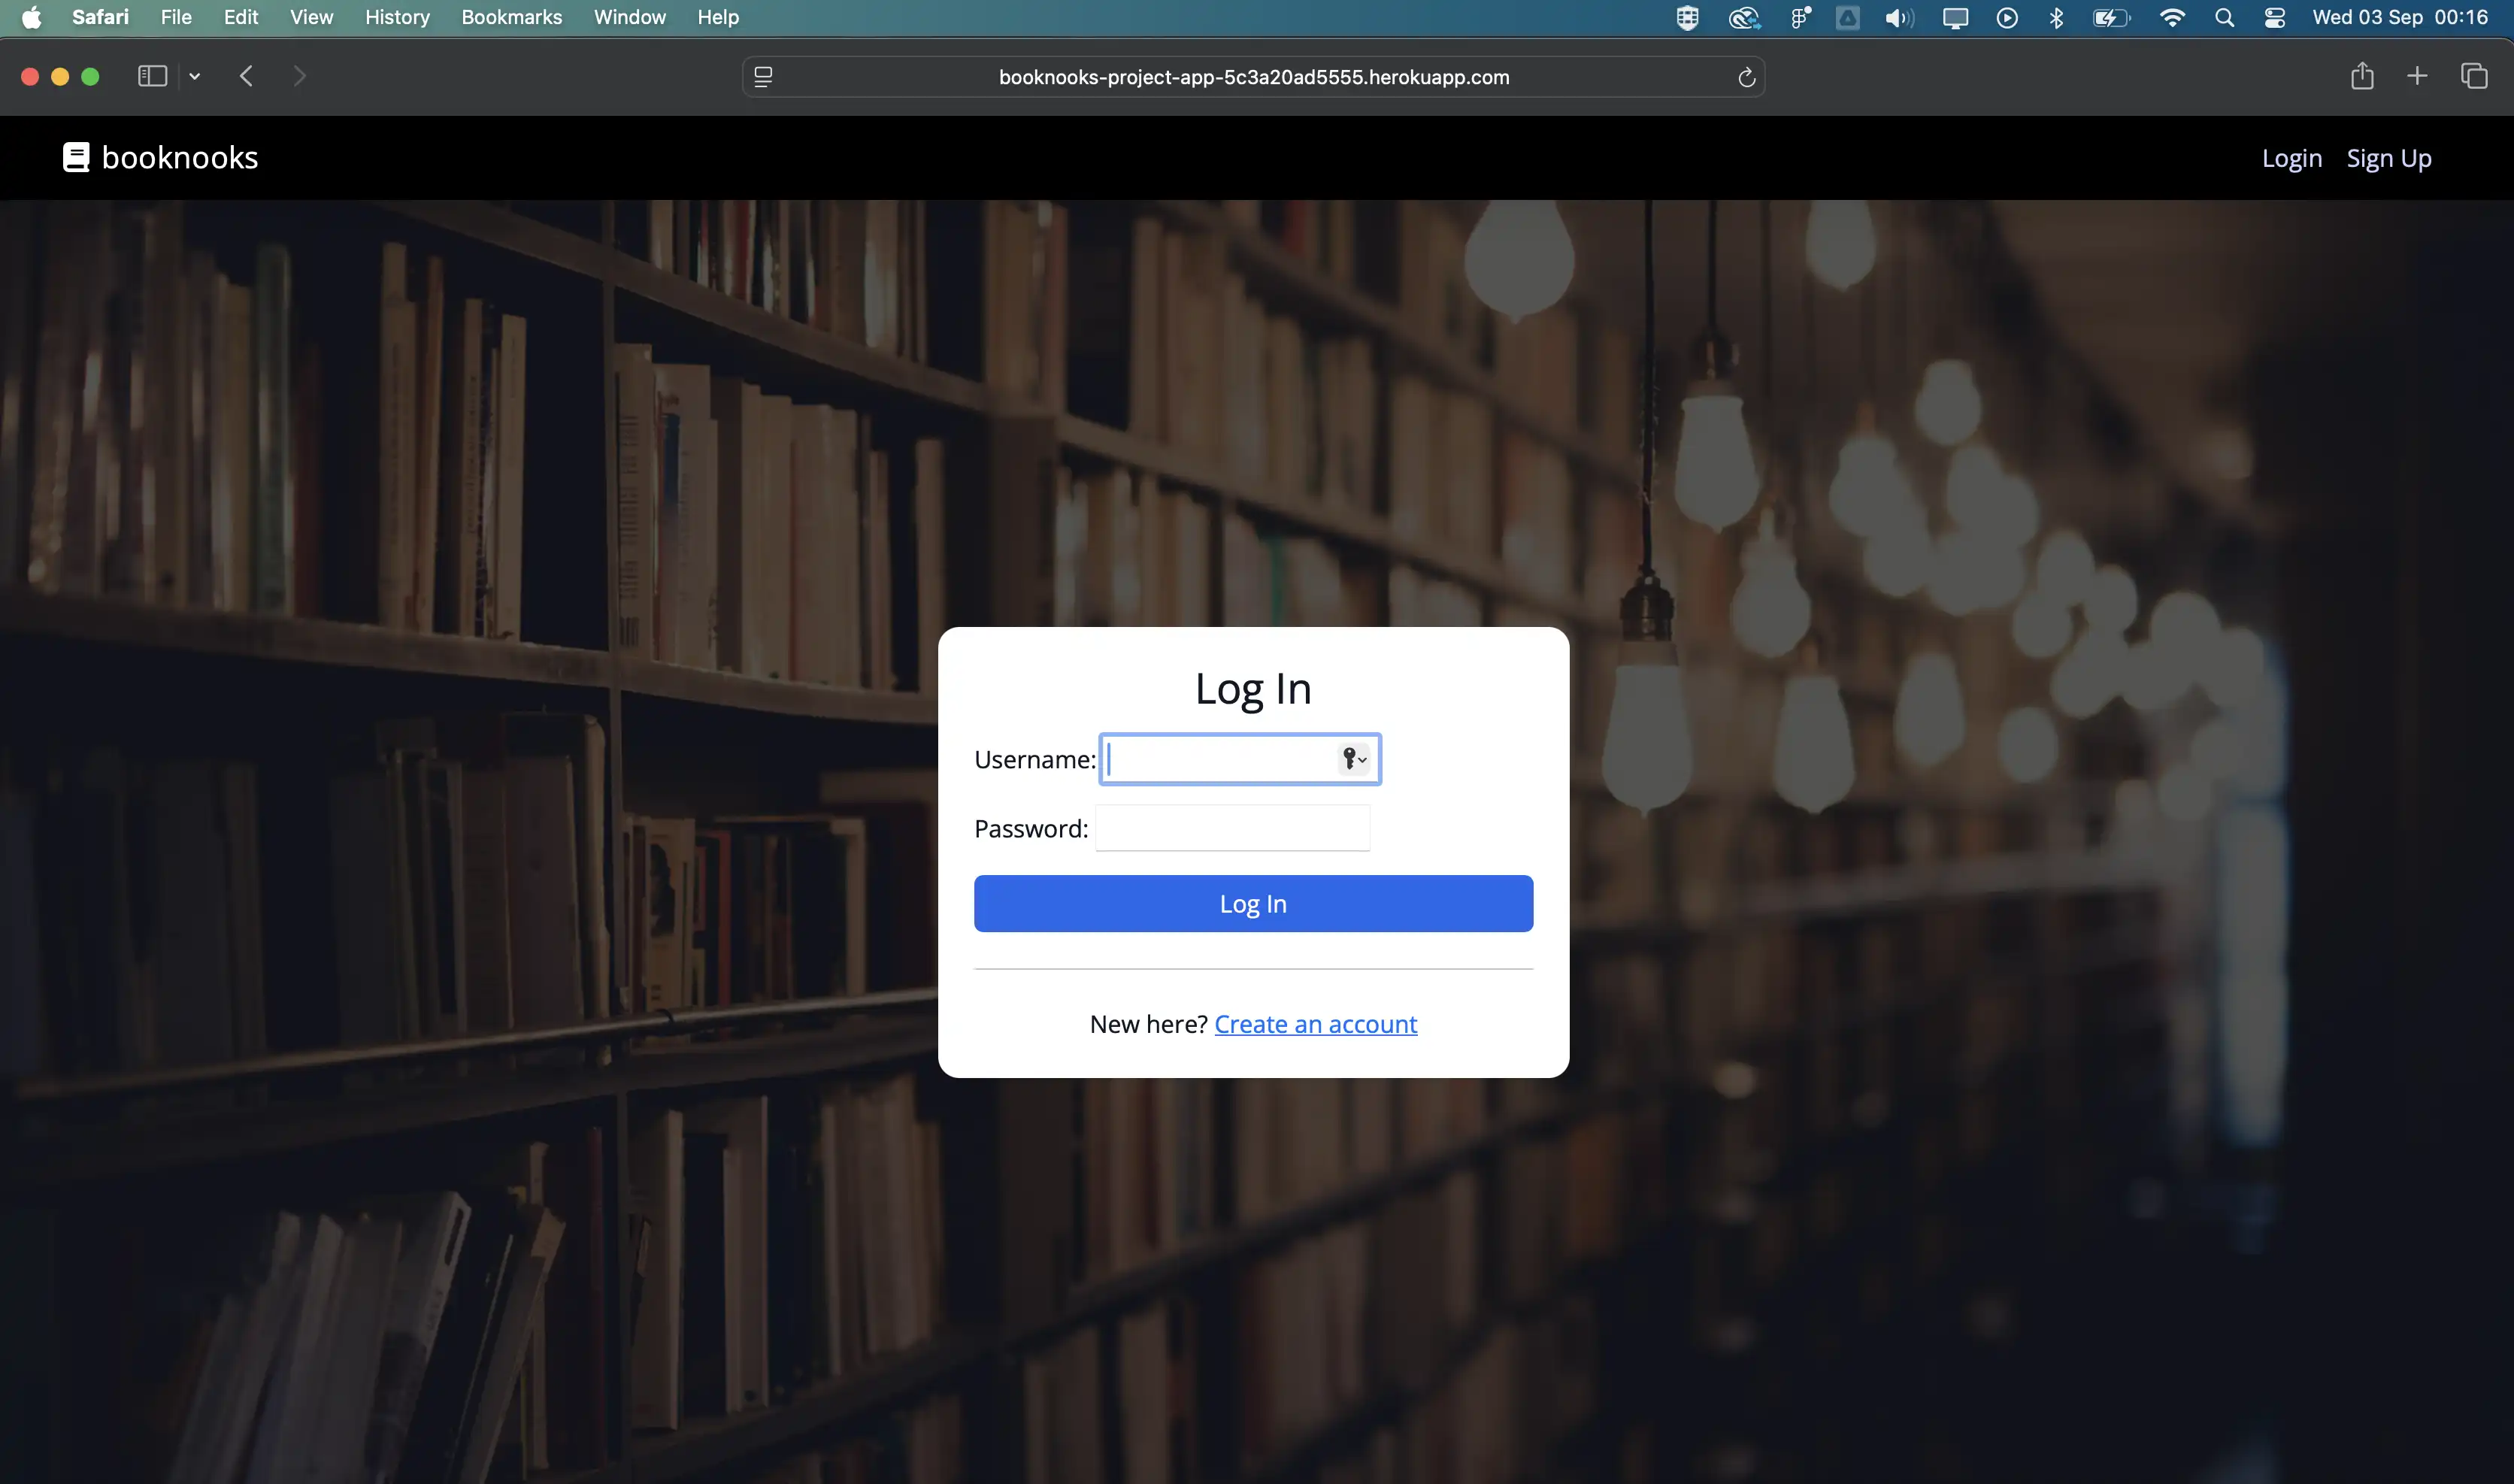 Safari File Edit View History Bookmarks Window Help Wed 03 Sep 00:16
booknooks-project-app-5c3a20ad5555.herokuapp.com
booknooks Login Sign Up
Log In
Username:
Password:
Log In
New here? Create an account